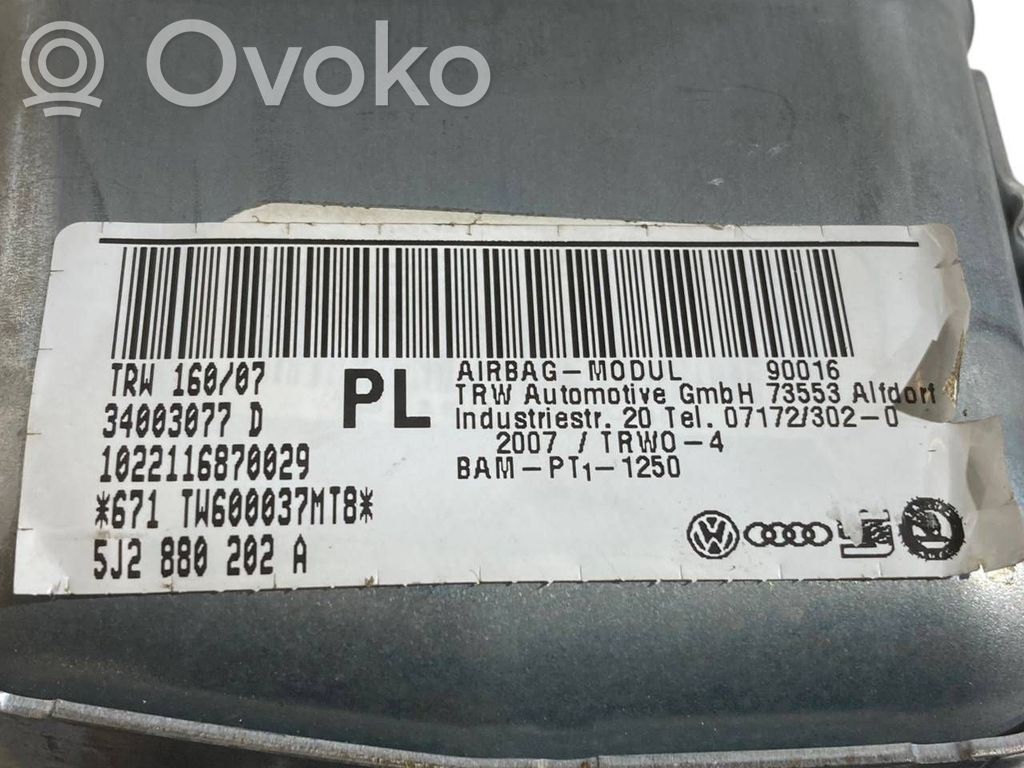 Ovoko
TRW 160/07
34003077 D
1022116870029
*671 TW600037MT8*
5J2 880 202 A
PL
AIRBAG-MODUL 90016
TRW Automotive GmbH 73553 Alfdorf
Industriestr. 20 Tel. 07172/302-0
2007 / TRWO-4
BAM-PT1-1250